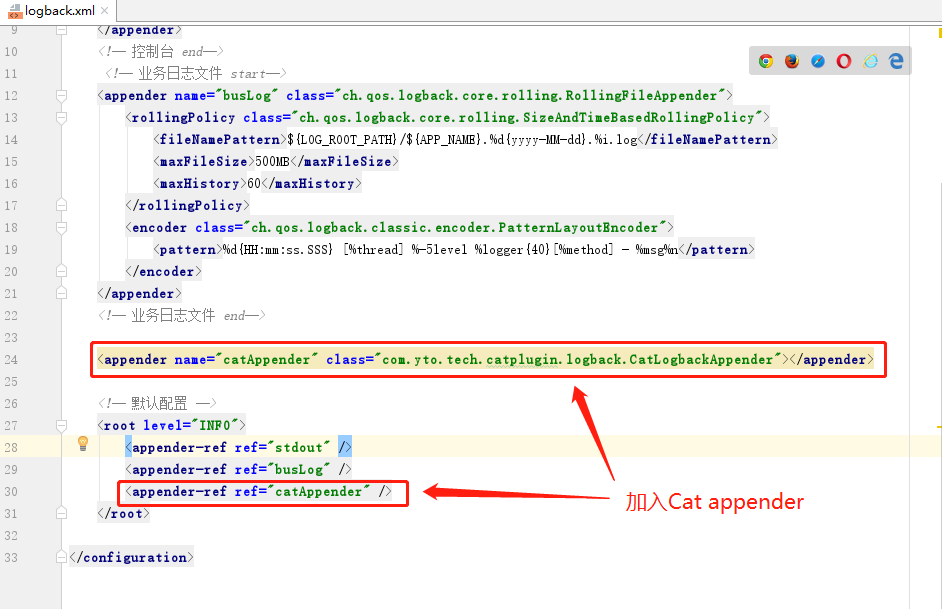 logback.xml
9 </appender>
10 <!— 控制台 end—>
11 <!— 业务日志文件 start—>
12 <appender name="busLog" class="ch.qos.logback.core.rolling.RollingFileAppender">
13 <rollingPolicy class="ch.qos.logback.core.rolling.SizeAndTimeBasedRollingPolicy">
14 <fileNamePattern>${LOG_ROOT_PATH}/${APP_NAME}.%d{yyyy-MM-dd}.%i.log</fileNamePattern>
15 <maxFileSize>500MB</maxFileSize>
16 <maxHistory>60</maxHistory>
17 </rollingPolicy>
18 <encoder class="ch.qos.logback.classic.encoder.PatternLayoutEncoder">
19 <pattern>%d{HH:mm:ss.SSS} [%thread] %-5level %logger{40}[%method] - %msg%n</pattern>
20 </encoder>
21 </appender>
22 <!— 业务日志文件 end—>
23
24 <appender name="catAppender" class="com.yto.tech.catplugin.logback.CatLogbackAppender"></appender>
25
26 <!— 默认配置 —>
27 <root level="INFO">
28 <appender-ref ref="stdout" />
29 <appender-ref ref="busLog" />
30 <appender-ref ref="catAppender" />
31 </root>
加入Cat appender
32
33 </configuration>